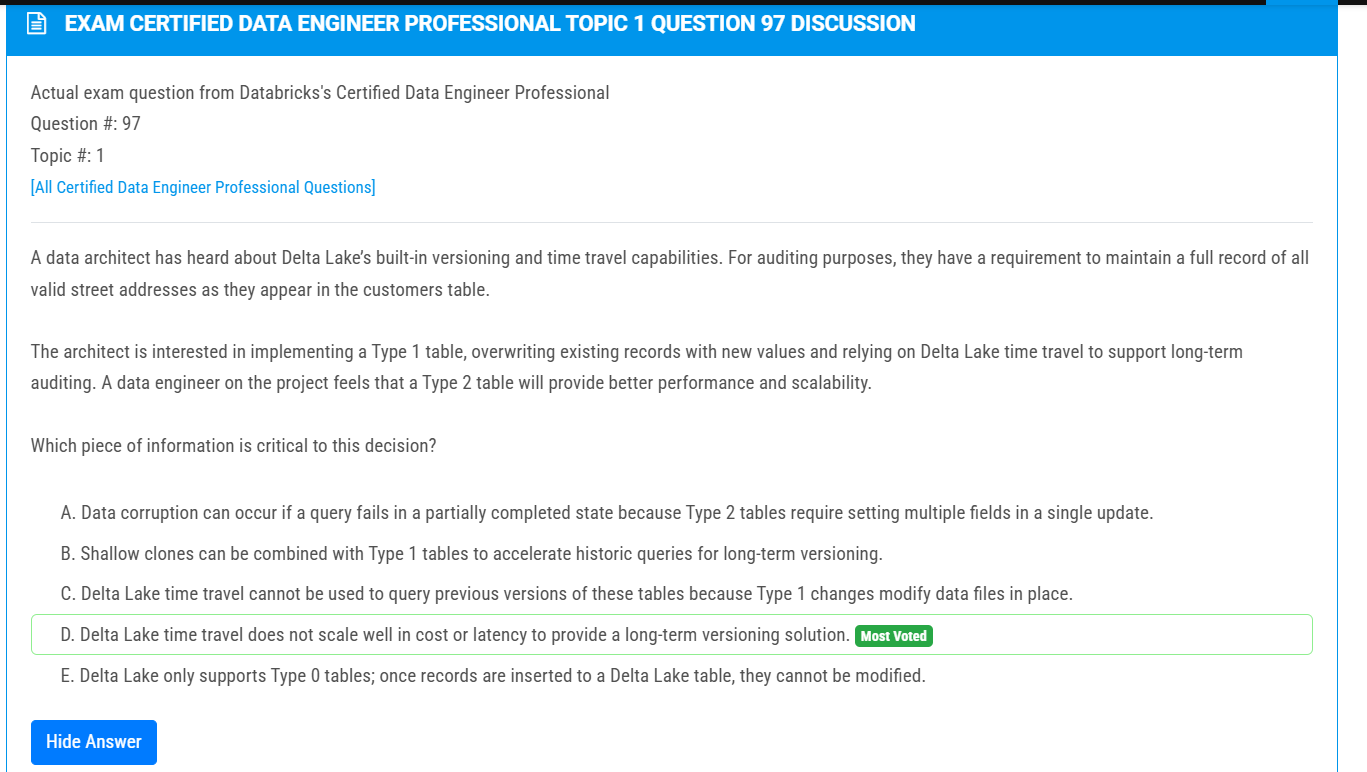 EXAM CERTIFIED DATA ENGINEER PROFESSIONAL TOPIC 1 QUESTION 97 DISCUSSION
Actual exam question from Databricks's Certified Data Engineer Professional
Question #: 97
Topic #: 1
[All Certified Data Engineer Professional Questions]
A data architect has heard about Delta Lake’s built-in versioning and time travel capabilities. For auditing purposes, they have a requirement to maintain a full record of all
valid street addresses as they appear in the customers table.
The architect is interested in implementing a Type 1 table, overwriting existing records with new values and relying on Delta Lake time travel to support long-term
auditing. A data engineer on the project feels that a Type 2 table will provide better performance and scalability.
Which piece of information is critical to this decision?
A. Data corruption can occur if a query fails in a partially completed state because Type 2 tables require setting multiple fields in a single update.
B. Shallow clones can be combined with Type 1 tables to accelerate historic queries for long-term versioning.
C. Delta Lake time travel cannot be used to query previous versions of these tables because Type 1 changes modify data files in place.
D. Delta Lake time travel does not scale well in cost or latency to provide a long-term versioning solution. Most Voted
E. Delta Lake only supports Type 0 tables; once records are inserted to a Delta Lake table, they cannot be modified.
Hide Answer